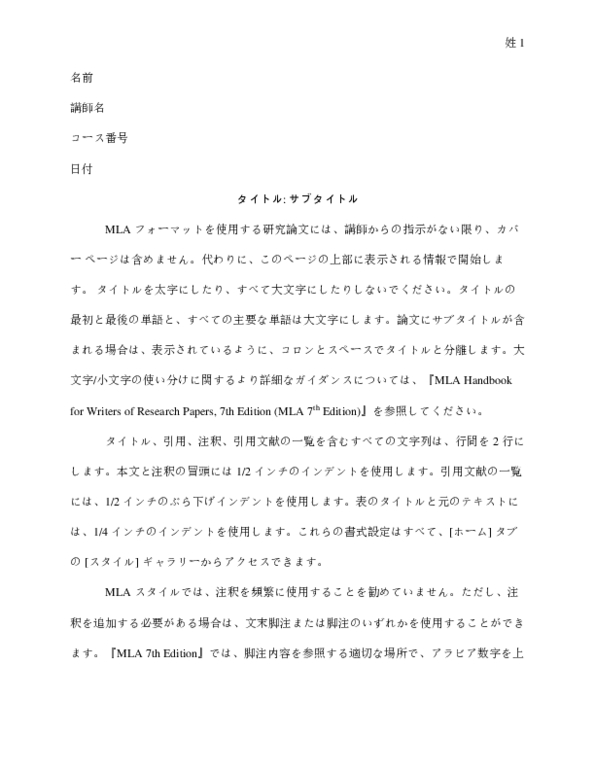 姓 1
名前
講師名
コース番号
日付
タイトル: サブタイトル
MLA フォーマットを使用する研究論文には、講師からの指示がない限り、カバ
ー ページは含めません。代わりに、このページの上部に表示される情報で開始しま
す。 タイトルを太字にしたり、すべて大文字にしたりしないでください。タイトルの
最初と最後の単語と、すべての主要な単語は大文字にします。論文にサブタイトルが含
まれる場合は、表示されているように、コロンとスペースでタイトルと分離します。大
文字/小文字の使い分けに関するより詳細なガイダンスについては、『MLA Handbook
for Writers of Research Papers, 7th Edition (MLA 7th Edition)』を参照してください。
タイトル、引用、注釈、引用文献の一覧を含むすべての文字列は、行間を 2 行に
します。本文と注釈の冒頭には 1/2 インチのインデントを使用します。引用文献の一覧
には、1/2 インチのぶら下げインデントを使用します。表のタイトルと元のテキストに
は、1/4 インチのインデントを使用します。これらの書式設定はすべて、[ホーム] タブ
の [スタイル] ギャラリーからアクセスできます。
MLA スタイルでは、注釈を頻繁に使用することを勧めていません。ただし、注
釈を追加する必要がある場合は、文末脚注または脚注のいずれかを使用することができ
ます。『MLA 7th Edition』では、脚注内容を参照する適切な場所で、アラビア数字を上